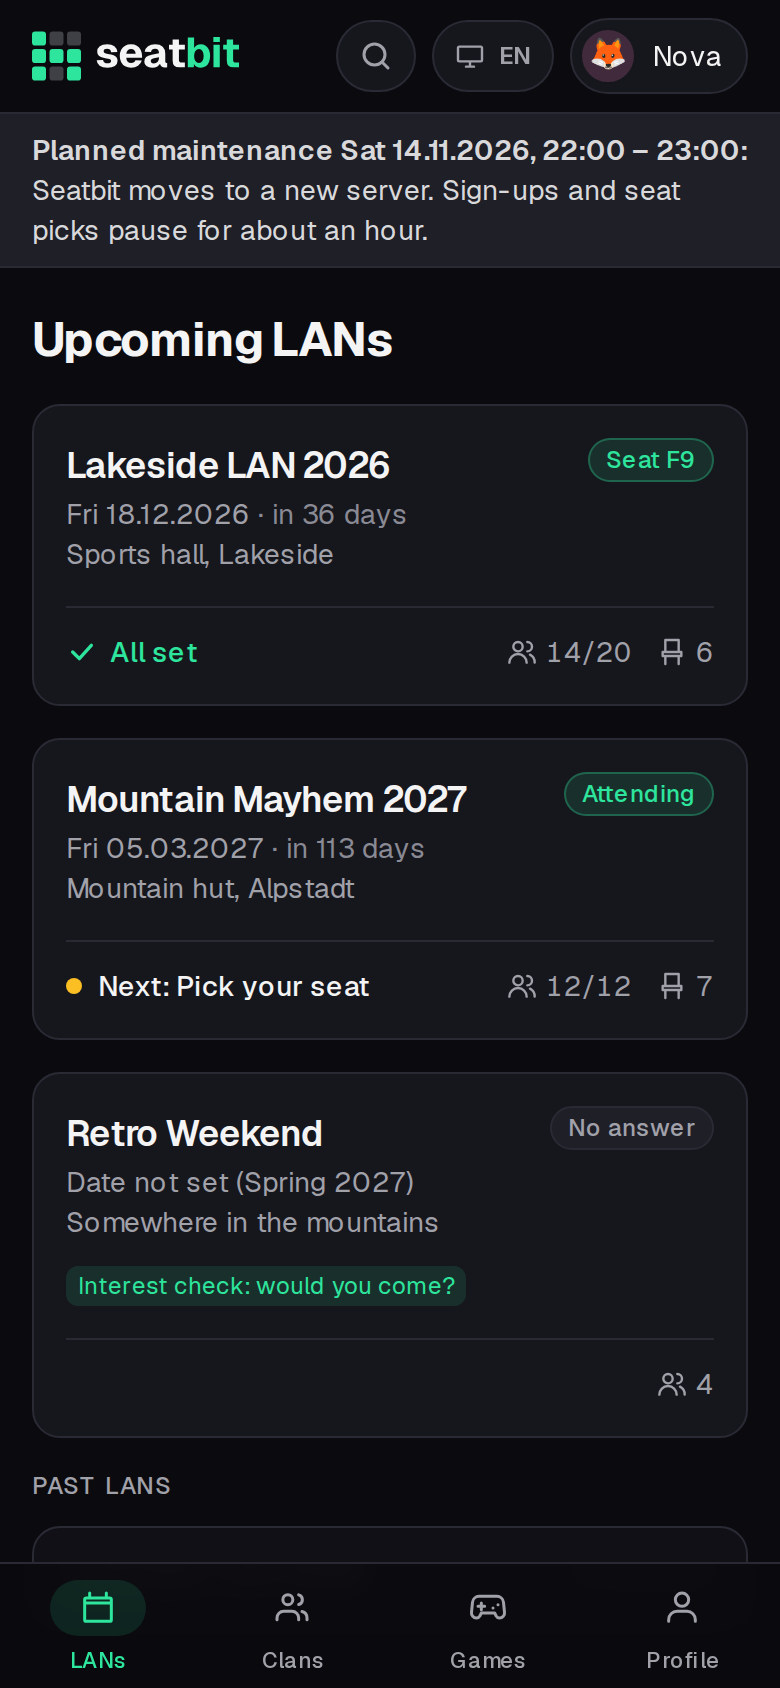 seatbit
EN
Nova
Planned maintenance Sat 14.11.2026, 22:00 – 23:00:
Seatbit moves to a new server. Sign-ups and seat
picks pause for about an hour.
Upcoming LANs
Lakeside LAN 2026
Seat F9
Fri 18.12.2026 · in 36 days
Sports hall, Lakeside
All set
14/20
6
Mountain Mayhem 2027
Attending
Fri 05.03.2027 · in 113 days
Mountain hut, Alpstadt
Next: Pick your seat
12/12
7
Retro Weekend
No answer
Date not set (Spring 2027)
Somewhere in the mountains
Interest check: would you come?
4
PAST LANS
LANs
Clans
Games
Profile